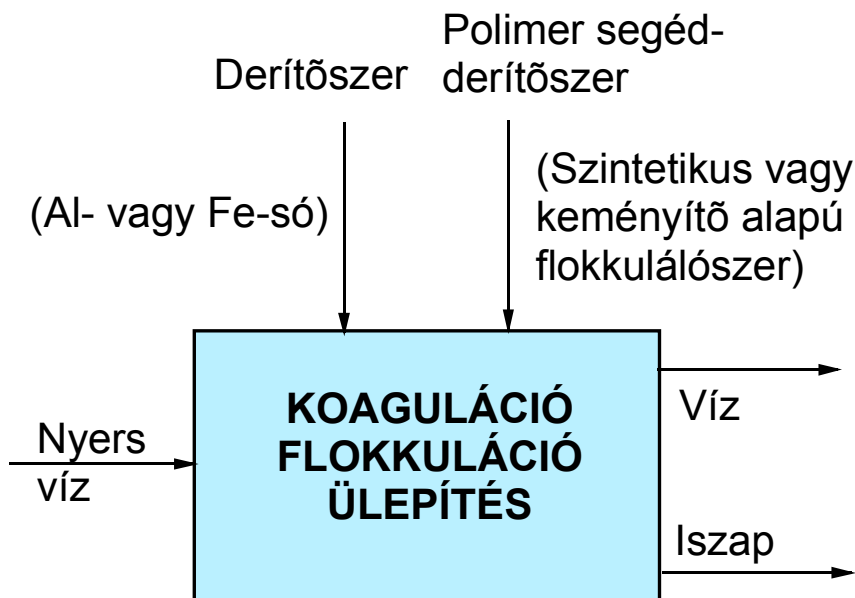 Derítõszer
Polimer segéd-
derítõszer
(Al- vagy Fe-só)
(Szintetikus vagy
keményítõ alapú
flokkulálószer)
Nyers
víz
KOAGULÁCIÓ
FLOKKULÁCIÓ
ÜLEPÍTÉS
Víz
Iszap